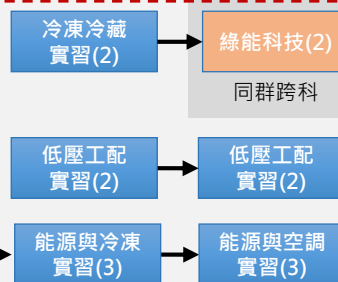 冷凍冷藏
實習(2)
綠能科技(2)
同群跨科
低壓工配
實習(2)
低壓工配
實習(2)
能源與冷凍
實習(3)
能源與空調
實習(3)